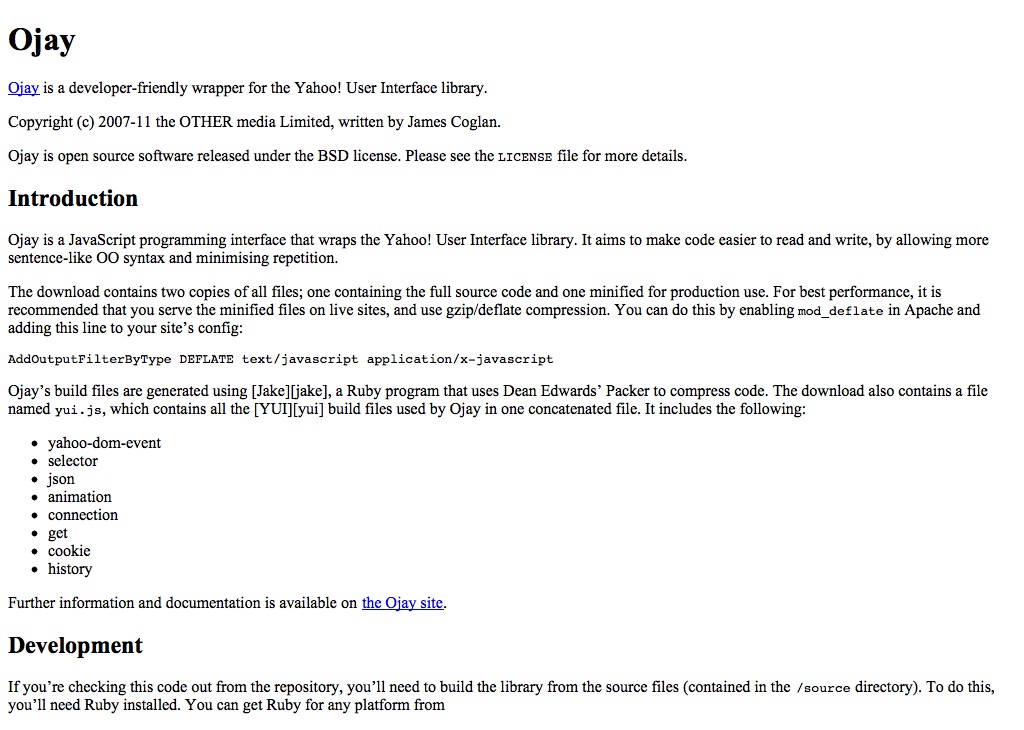 Ojay
Ojay is a developer-friendly wrapper for the Yahoo! User Interface library.
Copyright (c) 2007-11 the OTHER media Limited, written by James Coglan.
Ojay is open source software released under the BSD license. Please see the LICENSE file for more details.
Introduction
Ojay is a JavaScript programming interface that wraps the Yahoo! User Interface library. It aims to make code easier to read and write, by allowing more
sentence-like OO syntax and minimising repetition.
The download contains two copies of all files; one containing the full source code and one minified for production use. For best performance, it is
recommended that you serve the minified files on live sites, and use gzip/deflate compression. You can do this by enabling mod_deflate in Apache and
adding this line to your site’s config:
AddOutputFilterByType DEFLATE text/javascript application/x-javascript
Ojay’s build files are generated using [Jake][jake], a Ruby program that uses Dean Edwards’ Packer to compress code. The download also contains a file
named yui.js, which contains all the [YUI][yui] build files used by Ojay in one concatenated file. It includes the following:
• yahoo-dom-event
• selector
• json
• animation
• connection
• get
• cookie
• history
Further information and documentation is available on the Ojay site.
Development
If you’re checking this code out from the repository, you’ll need to build the library from the source files (contained in the /source directory). To do this,
you’ll need Ruby installed. You can get Ruby for any platform from